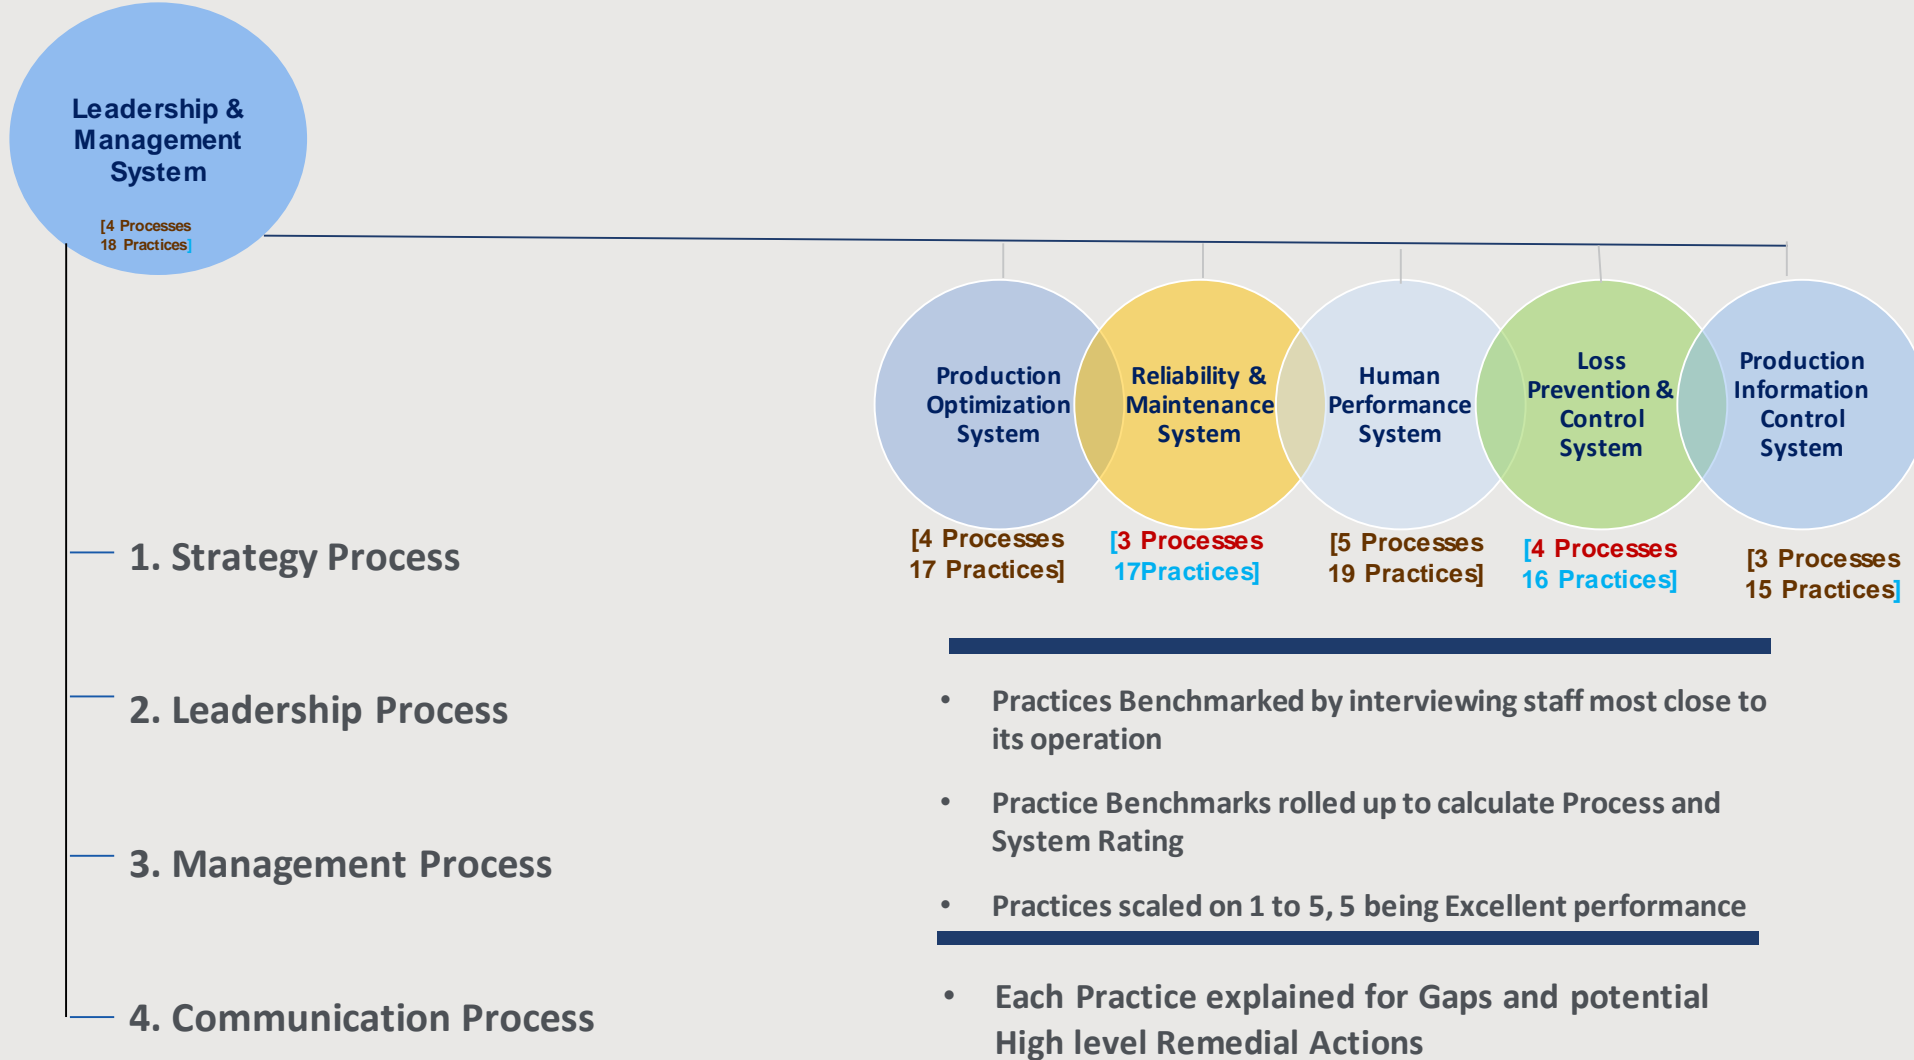 Leadership &
Management
System
[4 Processes
18 Practices]
Production
Optimization
System
Reliability &
Maintenance
System
Human
Performance
System
Loss
Prevention &
Control
System
Production
Information
Control
System
[4 Processes
17 Practices]
[3 Processes
17Practices]
[5 Processes
19 Practices]
[4 Processes
16 Practices]
[3 Processes
15 Practices]
1. Strategy Process
2. Leadership Process
3. Management Process
4. Communication Process
• Practices Benchmarked by interviewing staff most close to
its operation
• Practice Benchmarks rolled up to calculate Process and
System Rating
• Practices scaled on 1 to 5, 5 being Excellent performance
• Each Practice explained for Gaps and potential
High level Remedial Actions